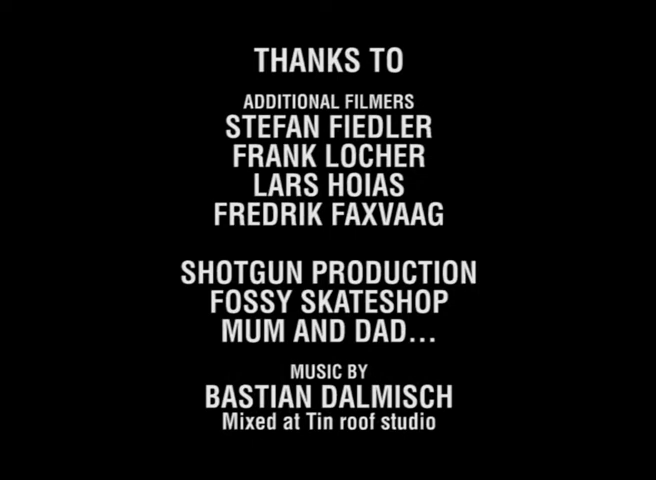 THANKS TO
ADDITIONAL FILMERS
STEFAN FIEDLER
FRANK LOCHER
LARS HOIAS
FREDRIK FAXVAAG
SHOTGUN PRODUCTION
FOSSY SKATESHOP
MUM AND DAD...
MUSIC BY
BASTIAN DALMISCH
Mixed at Tin roof studio